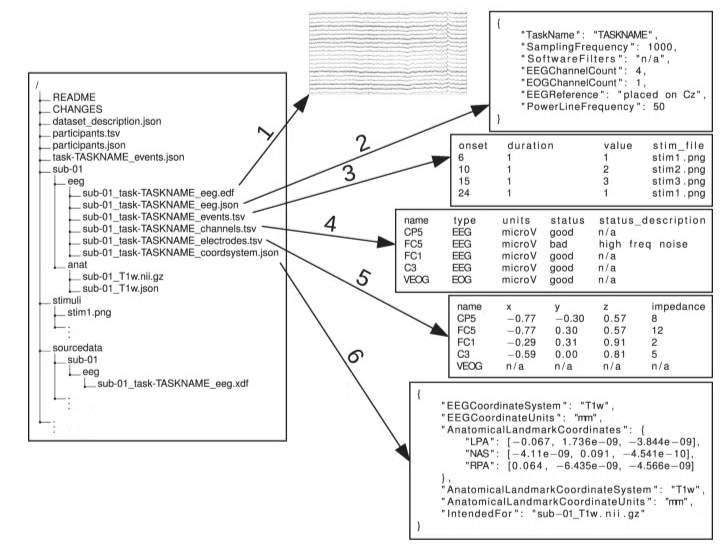 /
README
CHANGES
dataset_description.json
participants.tsv
participants.json
task-TASKNAME_events.json
sub-01
eeg
sub-01_task-TASKNAME_eeg.edf
sub-01_task-TASKNAME_eeg.json
sub-01_task-TASKNAME_events.tsv
sub-01_task-TASKNAME_channels.tsv
sub-01_task-TASKNAME_electrodes.tsv
sub-01_task-TASKNAME_coordsystem.json
anat
sub-01_T1w.nii.gz
sub-01_T1w.json
stimuli
stim1.png
sourcedata
sub-01
eeg
sub-01_task-TASKNAME_eeg.xdf
1
2
3
4
5
6
{
"TaskName": "TASKNAME",
"SamplingFrequency": 1000,
"SoftwareFilters": "n/a",
"EEGChannelCount": 4,
"EOGChannelCount": 1,
"EEGReference": "placed on Cz",
"PowerLineFrequency": 50
}
onset duration value stim_file
6 1 1 stim1.png
10 1 2 stim2.png
15 1 3 stim3.png
24 1 1 stim1.png
name type units status status_description
CP5 EEG microV good n/a
FC5 EEG microV bad high freq noise
FC1 EEG microV good n/a
C3 EEG microV good n/a
VEOG EOG microV good n/a
name x y z impedance
CP5 −0.77 −0.30 0.57 8
FC5 −0.77 0.30 0.57 12
FC1 −0.29 0.31 0.91 2
C3 −0.59 0.00 0.81 5
VEOG n/a n/a n/a n/a
{
"EEGCoordinateSystem": "T1w",
"EEGCoordinateUnits": "mm",
"AnatomicalLandmarkCoordinates": {
"LPA": [−0.067, 1.736e−09, −3.844e−09],
"NAS": [−4.11e−09, 0.091, −4.541e−10],
"RPA": [0.064, −6.435e−09, −4.566e−09]
},
"AnatomicalLandmarkCoordinateSystem": "T1w",
"AnatomicalLandmarkCoordinateUnits": "mm",
"IntendedFor": "sub−01_T1w.nii.gz"
}